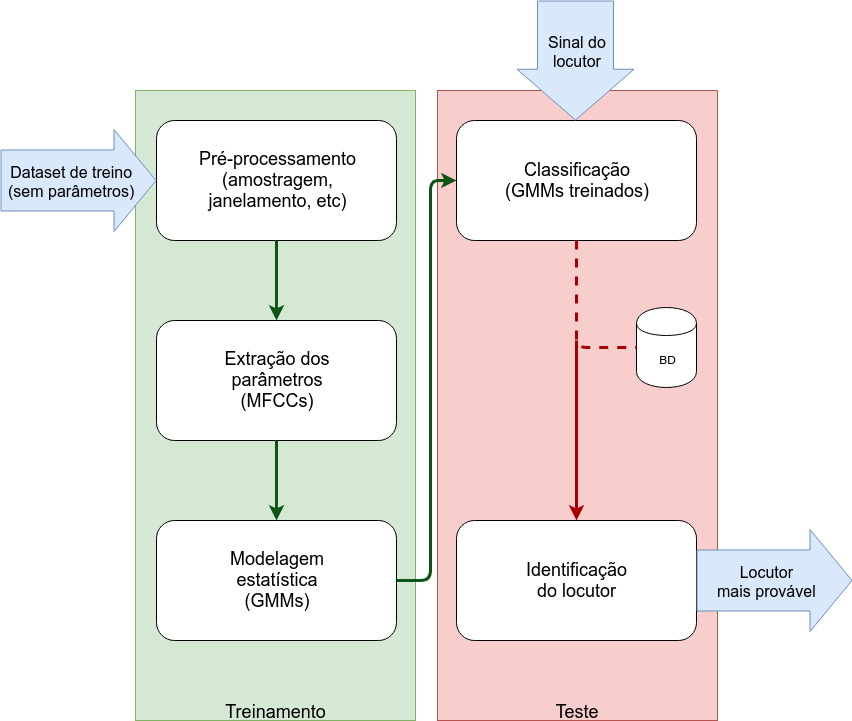 Sinal do
locutor
Dataset de treino
(sem parâmetros)
Pré-processamento
(amostragem,
janelamento, etc)
Extração dos
parâmetros
(MFCCs)
Modelagem
estatística
(GMMs)
Treinamento
Classificação
(GMMs treinados)
BD
Identificação
do locutor
Locutor
mais provável
Teste